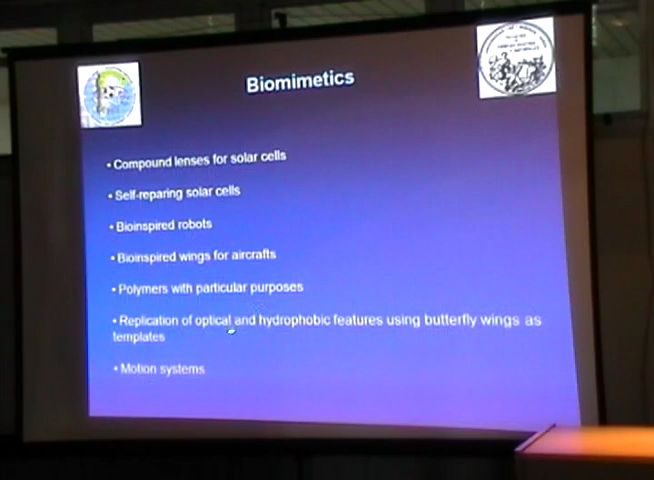 Biomimetics
• Compound lenses for solar cells
• Self-reparing solar cells
• Bioinspired robots
• Bioinspired wings for aircrafts
• Polymers with particular purposes
• Replication of optical and hydrophobic features using butterfly wings as
templates
• Motion systems